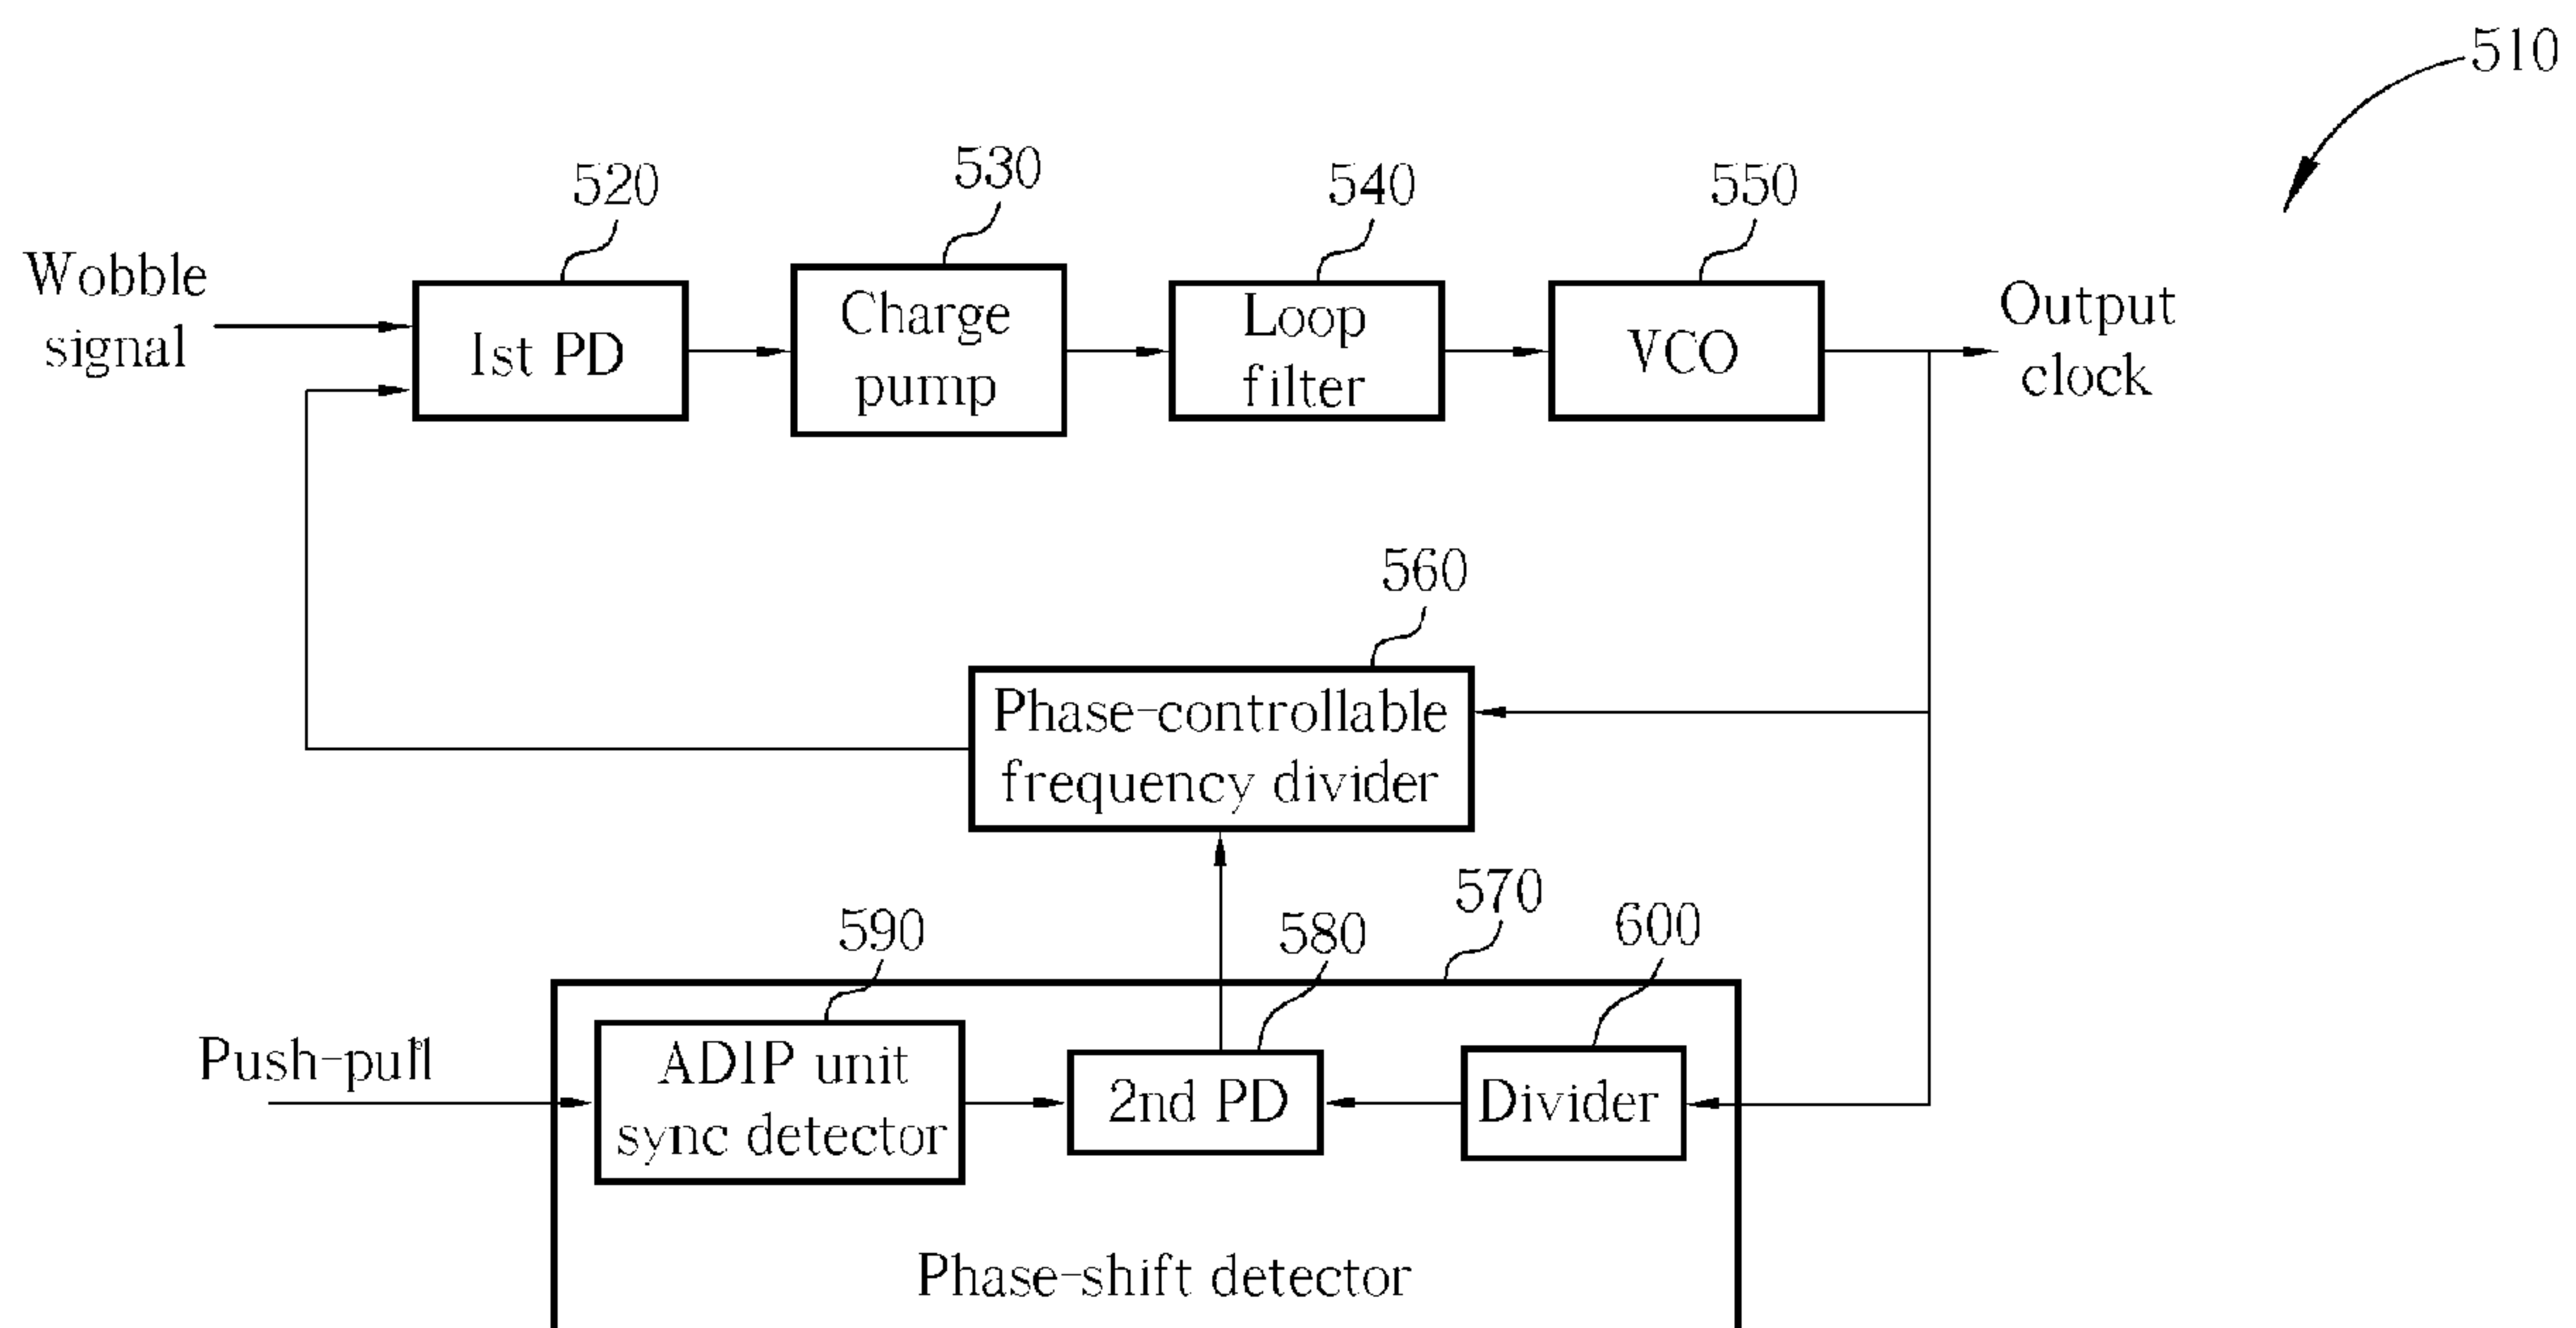 510
520
530
540
550
Wobble
signal
1st PD
Charge
pump
Loop
filter
VCO
Output
clock
560
Phase-controllable
frequency divider
570
590
580
600
Push-pull
ADIP unit
sync detector
2nd PD
Divider
Phase-shift detector